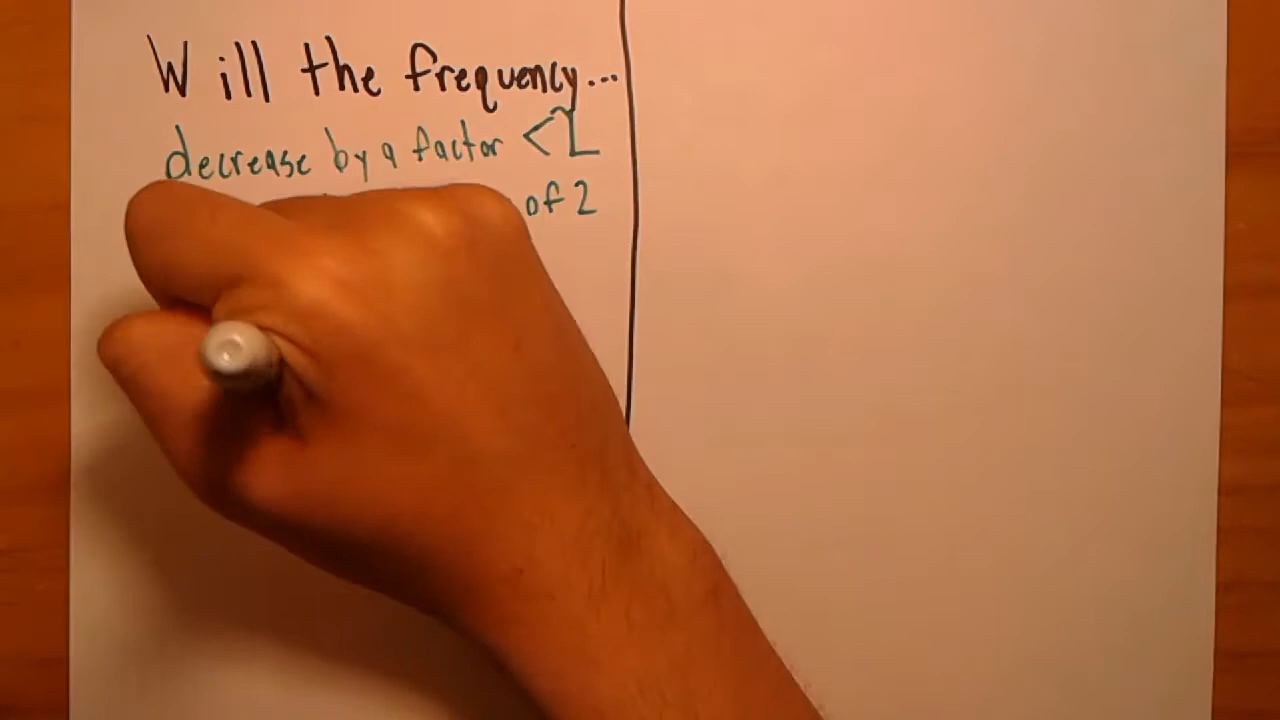 Will the frequency...
decrease by a factor < 2
of 2